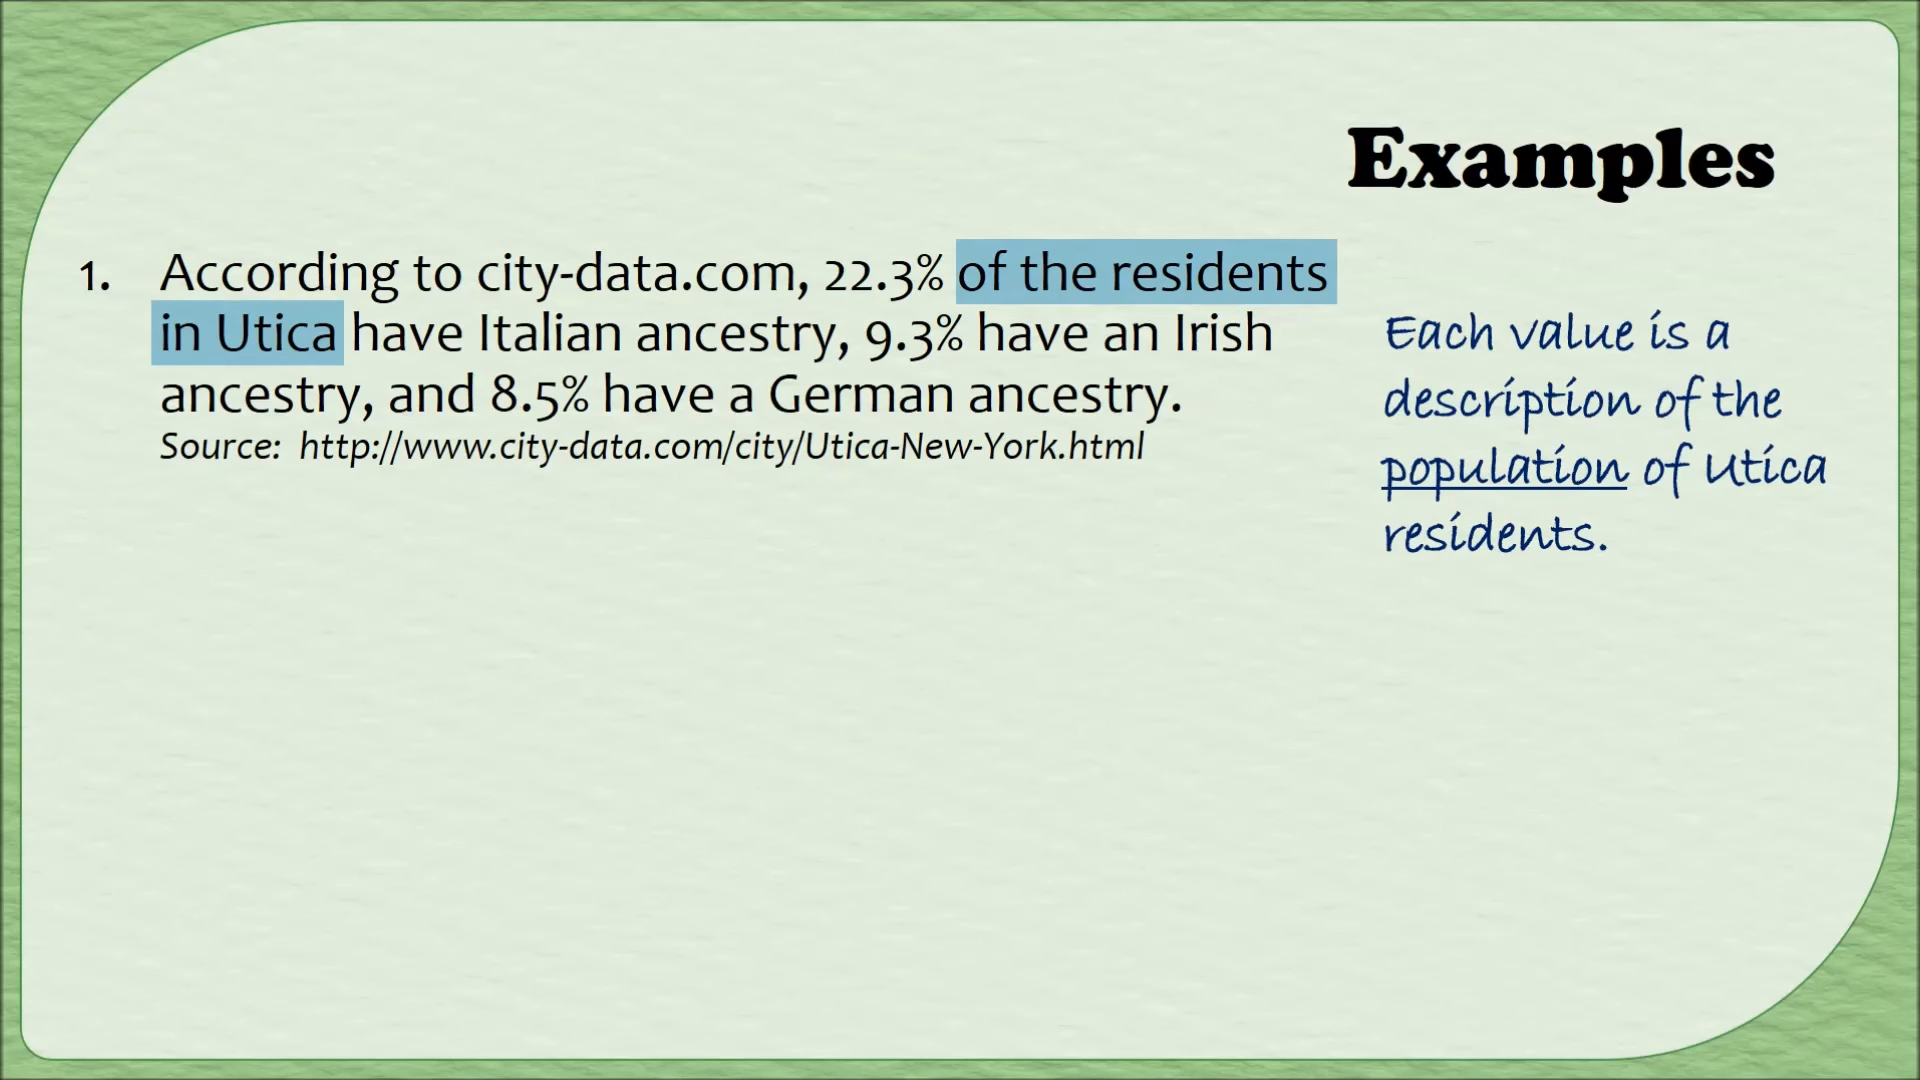 Examples
1. According to city-data.com, 22.3% of the residents
in Utica have Italian ancestry, 9.3% have an Irish
ancestry, and 8.5% have a German ancestry.
Source: http://www.city-data.com/city/Utica-New-York.html
Each value is a
description of the
population of Utica
residents.